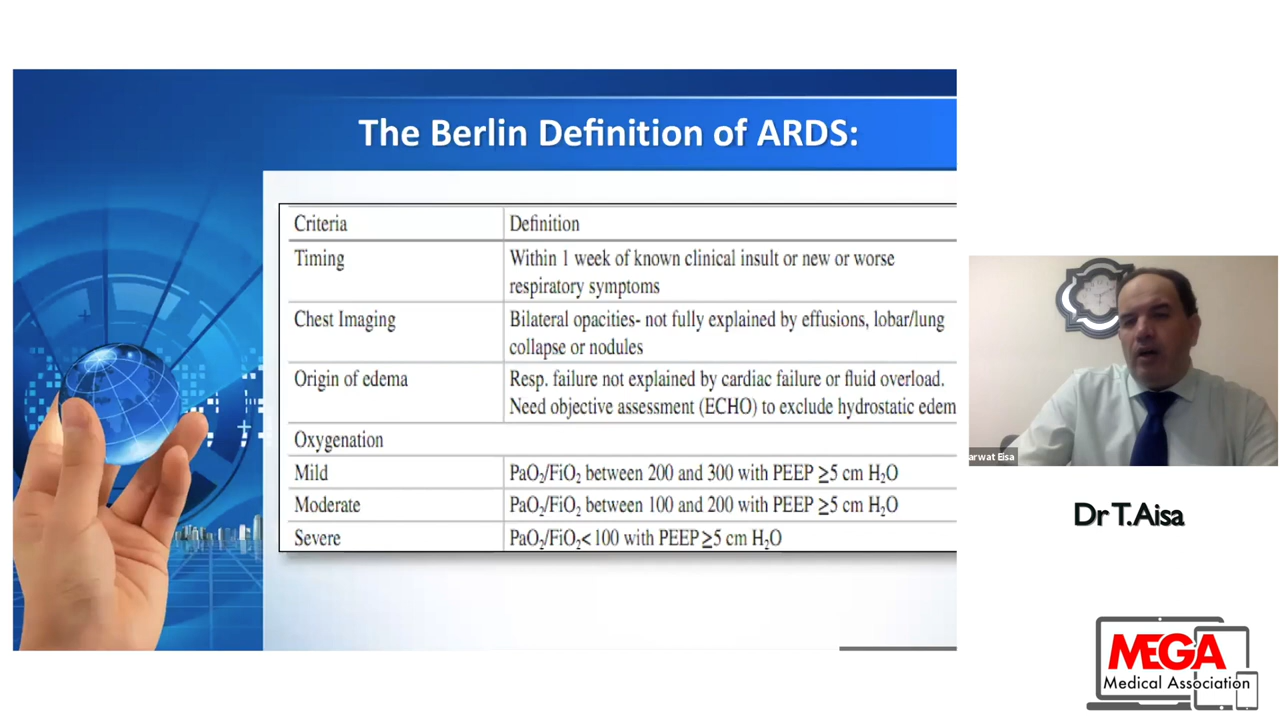 The Berlin Definition of ARDS:
Criteria Definition
Timing Within 1 week of known clinical insult or new or worse
respiratory symptoms
Chest Imaging Bilateral opacities- not fully explained by effusions, lobar/lung
collapse or nodules
Origin of edema Resp. failure not explained by cardiac failure or fluid overload.
Need objective assessment (ECHO) to exclude hydrostatic edem
Oxygenation
Mild PaO₂/FiO₂ between 200 and 300 with PEEP ≥5 cm H₂O
Moderate PaO₂/FiO₂ between 100 and 200 with PEEP ≥5 cm H₂O
Severe PaO₂/FiO₂< 100 with PEEP ≥5 cm H₂O
arwat Eisa
Dr T.Aisa
MEGA
Medical Association